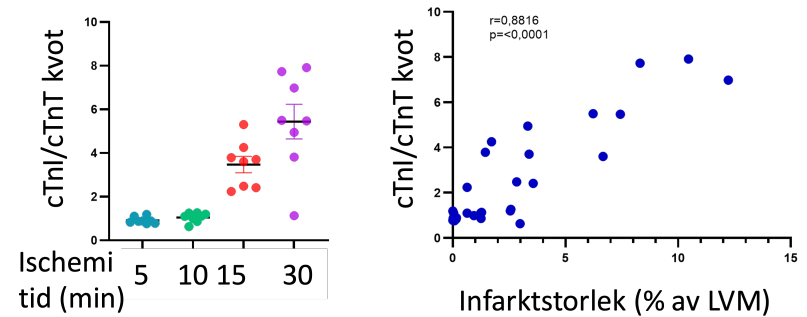 cTnI/cTnT kvot
10
8
6
4
2
0
Ischemi
tid (min)
5 10 15 30
cTnI/cTnT kvot
10
8
6
4
2
0
r=0,8816
p=<0,0001
0 5 10 15
Infarktstorlek (% av LVM)